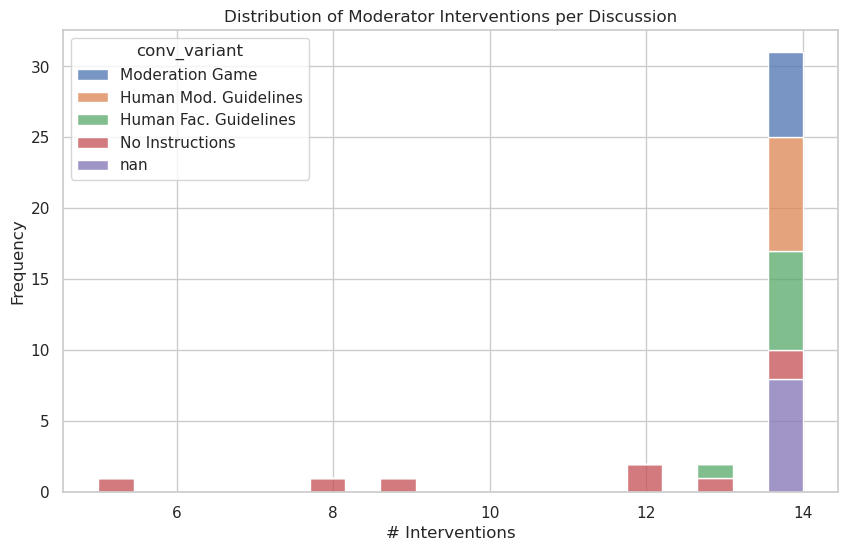 Distribution of Moderator Interventions per Discussion
conv_variant
Moderation Game
Human Mod. Guidelines
Human Fac. Guidelines
No Instructions
nan
Frequency
30
25
20
15
10
5
0
6
8
10
12
14
# Interventions